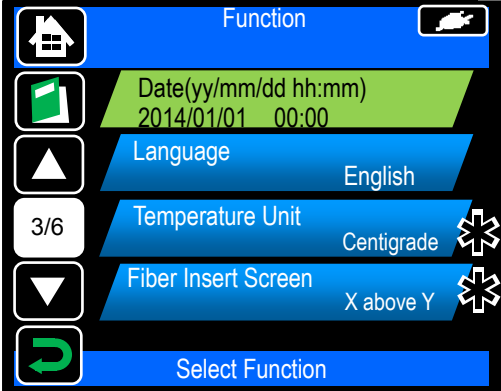 Function
Date(yy/mm/dd hh:mm)
2014/01/01 00:00
Language
English
3/6
Temperature Unit
Centigrade
Fiber Insert Screen
X above Y
Select Function